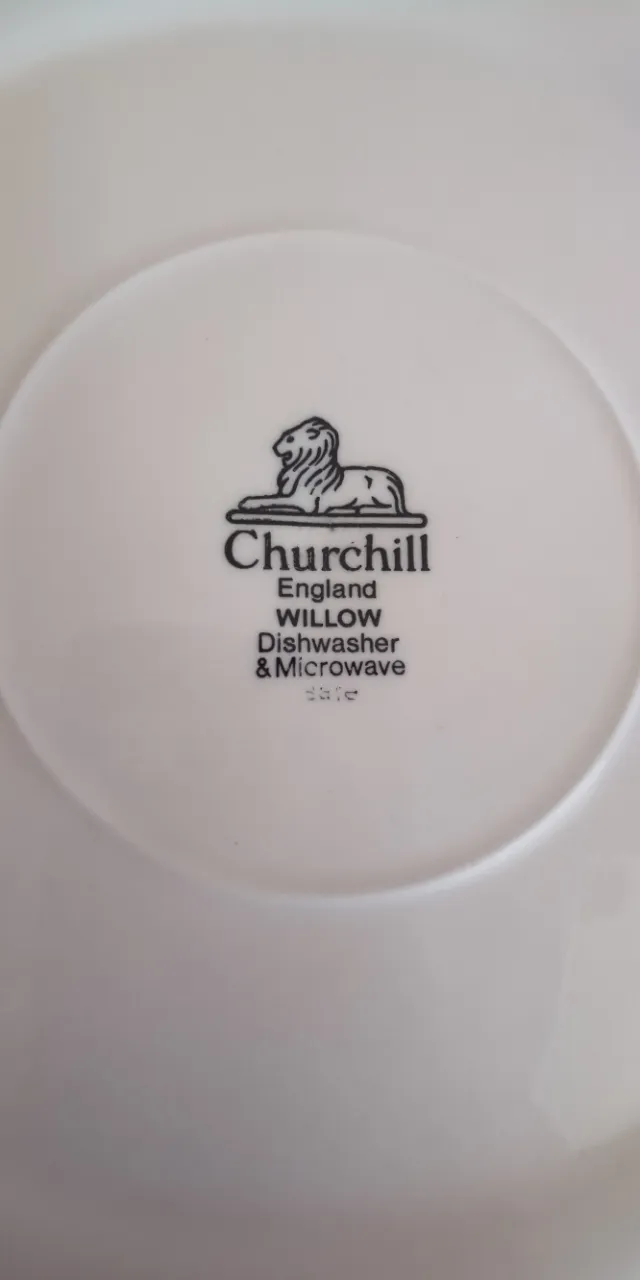 Churchill
England
WILLOW
Dishwasher
&Microwave